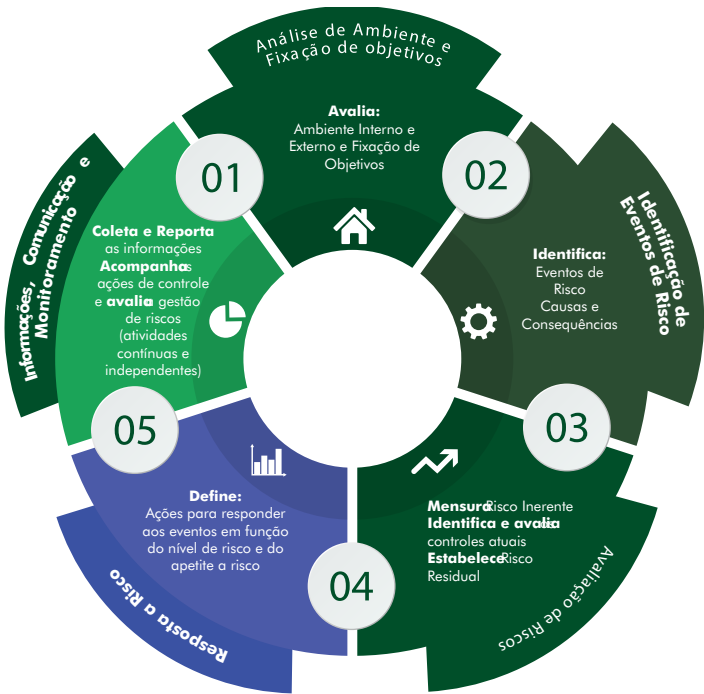 Análise de Ambiente e
Fixação de objetivos
01
Avalia:
Ambiente Interno e
Externo e Fixação de
Objetivos
02
Identificação de
Eventos de Risco
Identifica:
Eventos de
Risco
Causas e
Consequências
03
Avaliação de Riscos
Mensura Risco Inerente
Identifica e avalia os
controles atuais
Estabelece Risco
Residual
04
Resposta a Risco
Define:
Ações para responder
aos eventos em função
do nível de risco e do
apetite a risco
05
Informações, Comunicação e
Monitoramento
Coleta e Reporta
as informações
Acompanha as
ações de controle
e avalia a gestão
de riscos
(atividades
contínuas e
independentes)